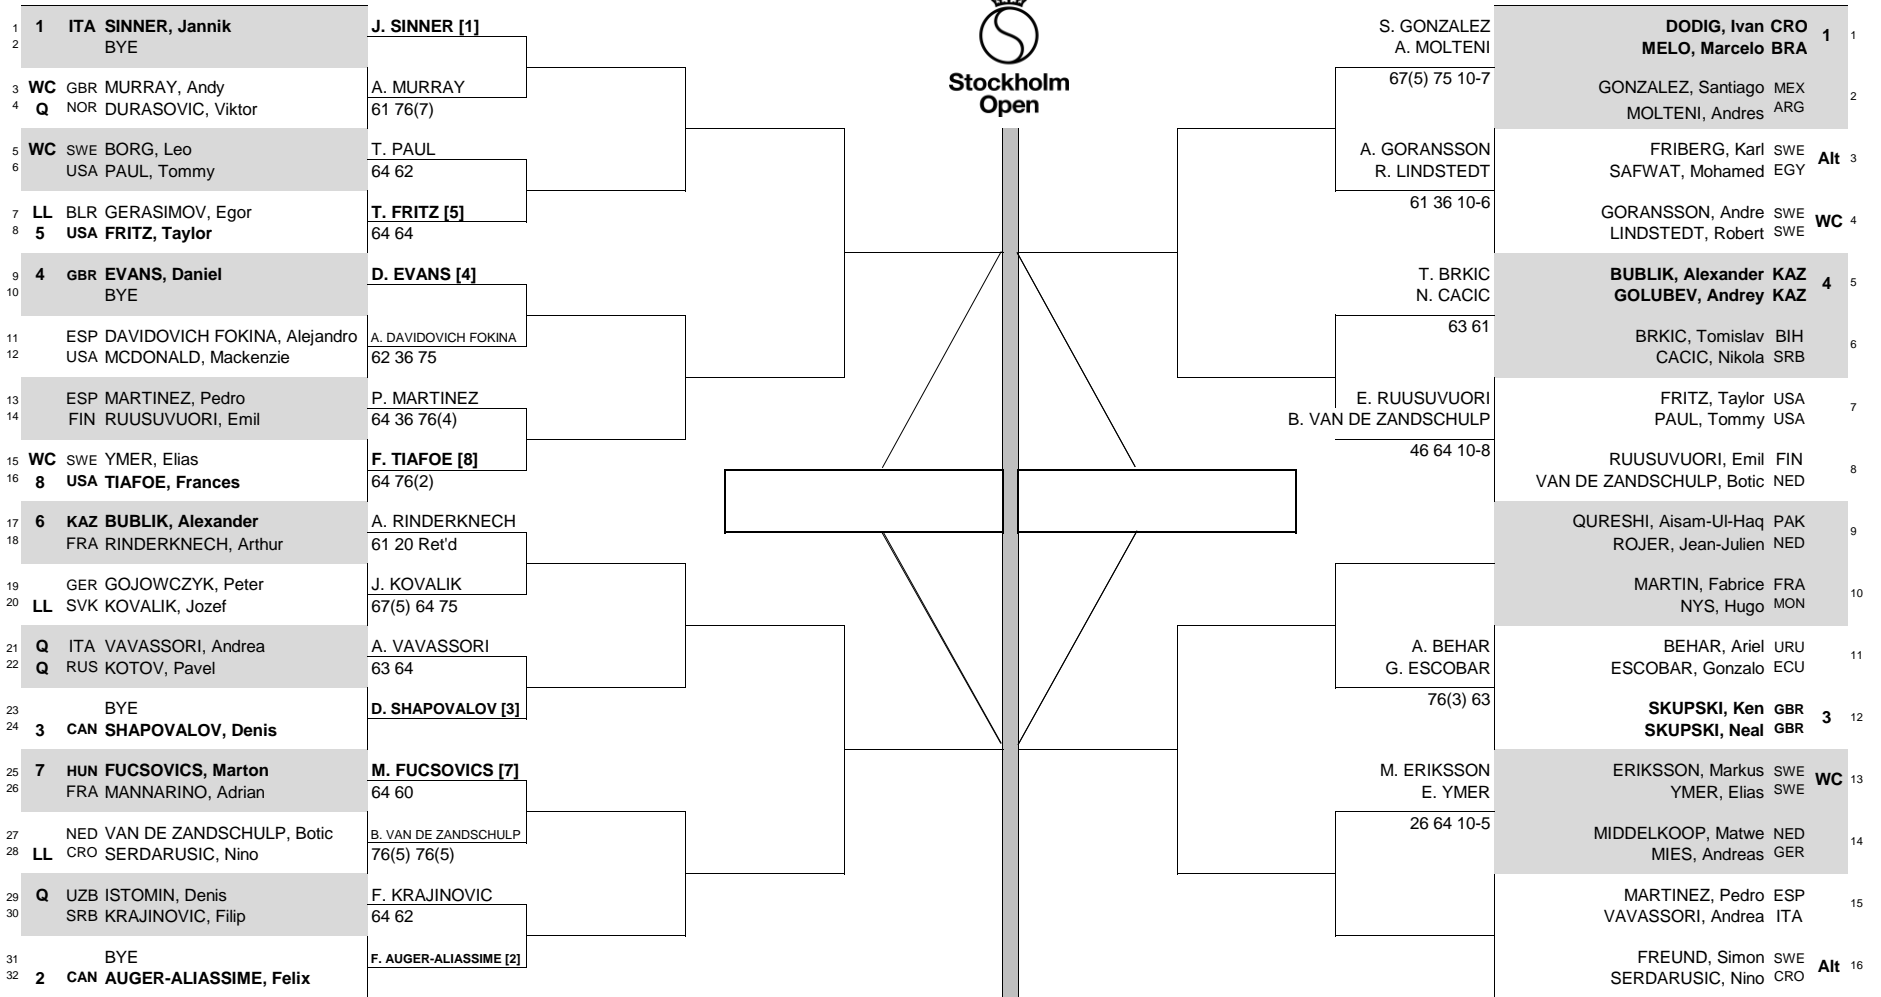 Stockholm
Open
1 1 ITA SINNER, Jannik
2 BYE
3 WC GBR MURRAY, Andy
4 Q NOR DURASOVIC, Viktor
5 WC SWE BORG, Leo
6 USA PAUL, Tommy
7 LL BLR GERASIMOV, Egor
8 5 USA FRITZ, Taylor
9 4 GBR EVANS, Daniel
10 BYE
11 ESP DAVIDOVICH FOKINA, Alejandro
12 USA MCDONALD, Mackenzie
13 ESP MARTINEZ, Pedro
14 FIN RUUSUVUORI, Emil
15 WC SWE YMER, Elias
16 8 USA TIAFOE, Frances
17 6 KAZ BUBLIK, Alexander
18 FRA RINDERKNECH, Arthur
19 GER GOJOWCZYK, Peter
20 LL SVK KOVALIK, Jozef
21 Q ITA VAVASSORI, Andrea
22 Q RUS KOTOV, Pavel
23 BYE
24 3 CAN SHAPOVALOV, Denis
25 7 HUN FUCSOVICS, Marton
26 FRA MANNARINO, Adrian
27 NED VAN DE ZANDSCHULP, Botic
28 LL CRO SERDARUSIC, Nino
29 Q UZB ISTOMIN, Denis
30 SRB KRAJINOVIC, Filip
31 BYE
32 2 CAN AUGER-ALIASSIME, Felix
J. SINNER [1]
A. MURRAY
61 76(7)
T. PAUL
64 62
T. FRITZ [5]
64 64
D. EVANS [4]
A. DAVIDOVICH FOKINA
62 36 75
P. MARTINEZ
64 36 76(4)
F. TIAFOE [8]
64 76(2)
A. RINDERKNECH
61 20 Ret'd
J. KOVALIK
67(5) 64 75
A. VAVASSORI
63 64
D. SHAPOVALOV [3]
M. FUCSOVICS [7]
64 60
B. VAN DE ZANDSCHULP
76(5) 76(5)
F. KRAJINOVIC
64 62
F. AUGER-ALIASSIME [2]
S. GONZALEZ
A. MOLTENI
67(5) 75 10-7
A. GORANSSON
R. LINDSTEDT
61 36 10-6
T. BRKIC
N. CACIC
63 61
E. RUUSUVUORI
B. VAN DE ZANDSCHULP
46 64 10-8
A. BEHAR
G. ESCOBAR
76(3) 63
M. ERIKSSON
E. YMER
26 64 10-5
DODIG, Ivan CRO 1 1
MELO, Marcelo BRA
GONZALEZ, Santiago MEX 2
MOLTENI, Andres ARG
FRIBERG, Karl SWE Alt 3
SAFWAT, Mohamed EGY
GORANSSON, Andre SWE WC 4
LINDSTEDT, Robert SWE
BUBLIK, Alexander KAZ 4 5
GOLUBEV, Andrey KAZ
BRKIC, Tomislav BIH 6
CACIC, Nikola SRB
FRITZ, Taylor USA 7
PAUL, Tommy USA
RUUSUVUORI, Emil FIN 8
VAN DE ZANDSCHULP, Botic NED
QURESHI, Aisam-Ul-Haq PAK 9
ROJER, Jean-Julien NED
MARTIN, Fabrice FRA 10
NYS, Hugo MON
BEHAR, Ariel URU 11
ESCOBAR, Gonzalo ECU
SKUPSKI, Ken GBR 3 12
SKUPSKI, Neal GBR
ERIKSSON, Markus SWE WC 13
YMER, Elias SWE
MIDDELKOOP, Matwe NED 14
MIES, Andreas GER
MARTINEZ, Pedro ESP 15
VAVASSORI, Andrea ITA
FREUND, Simon SWE Alt 16
SERDARUSIC, Nino CRO